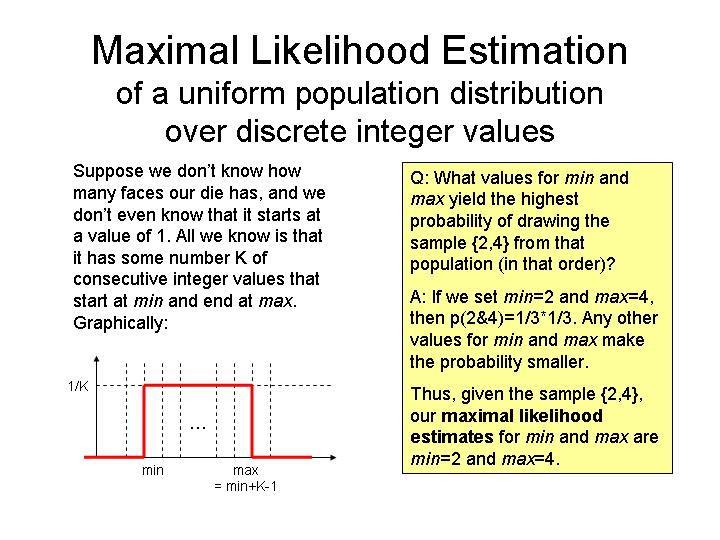 Maximal Likelihood Estimation
of a uniform population distribution
over discrete integer values
Suppose we don’t know how
many faces our die has, and we
don’t even know that it starts at
a value of 1. All we know is that
it has some number K of
consecutive integer values that
start at min and end at max.
Graphically:
1/K
...
min
max
= min+K-1
Q: What values for min and
max yield the highest
probability of drawing the
sample {2,4} from that
population (in that order)?
A: If we set min=2 and max=4,
then p(2&4)=1/3*1/3. Any other
values for min and max make
the probability smaller.
Thus, given the sample {2,4},
our maximal likelihood
estimates for min and max are
min=2 and max=4.